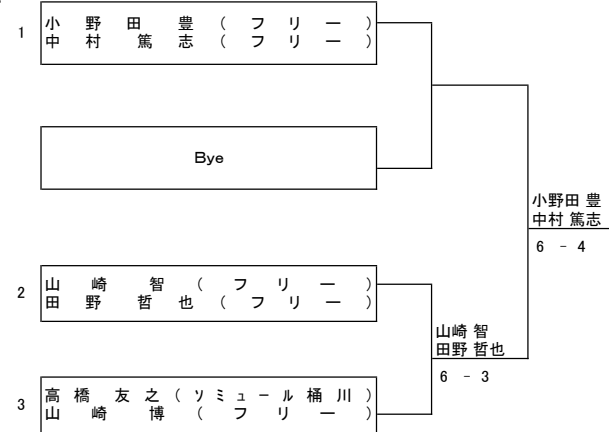 1
小野田 豊（フリー）
中村 篤志（フリー）
Bye
小野田 豊
中村 篤志
6 - 4
2
山崎 智（フリー）
田野 哲也（フリー）
山崎 智
田野 哲也
6 - 3
3
高橋 友之（ソミュール桶川）
山崎 博（フリー）